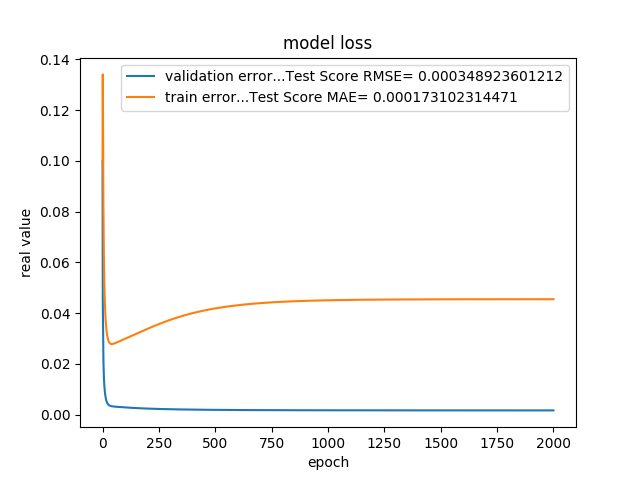 model loss
validation error...Test Score RMSE= 0.000348923601212
train error...Test Score MAE= 0.000173102314471
real value
0.14
0.12
0.10
0.08
0.06
0.04
0.02
0.00
0 250 500 750 1000 1250 1500 1750 2000
epoch